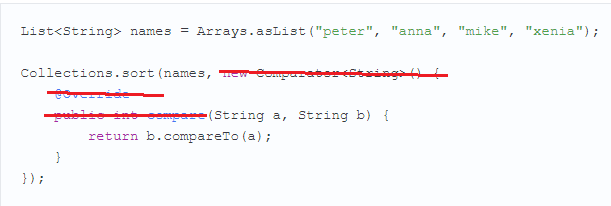 List<String> names = Arrays.asList("peter", "anna", "mike", "xenia");
Collections.sort(names, new Comparator<String>() {
@Override
public int compare(String a, String b) {
return b.compareTo(a);
}
});